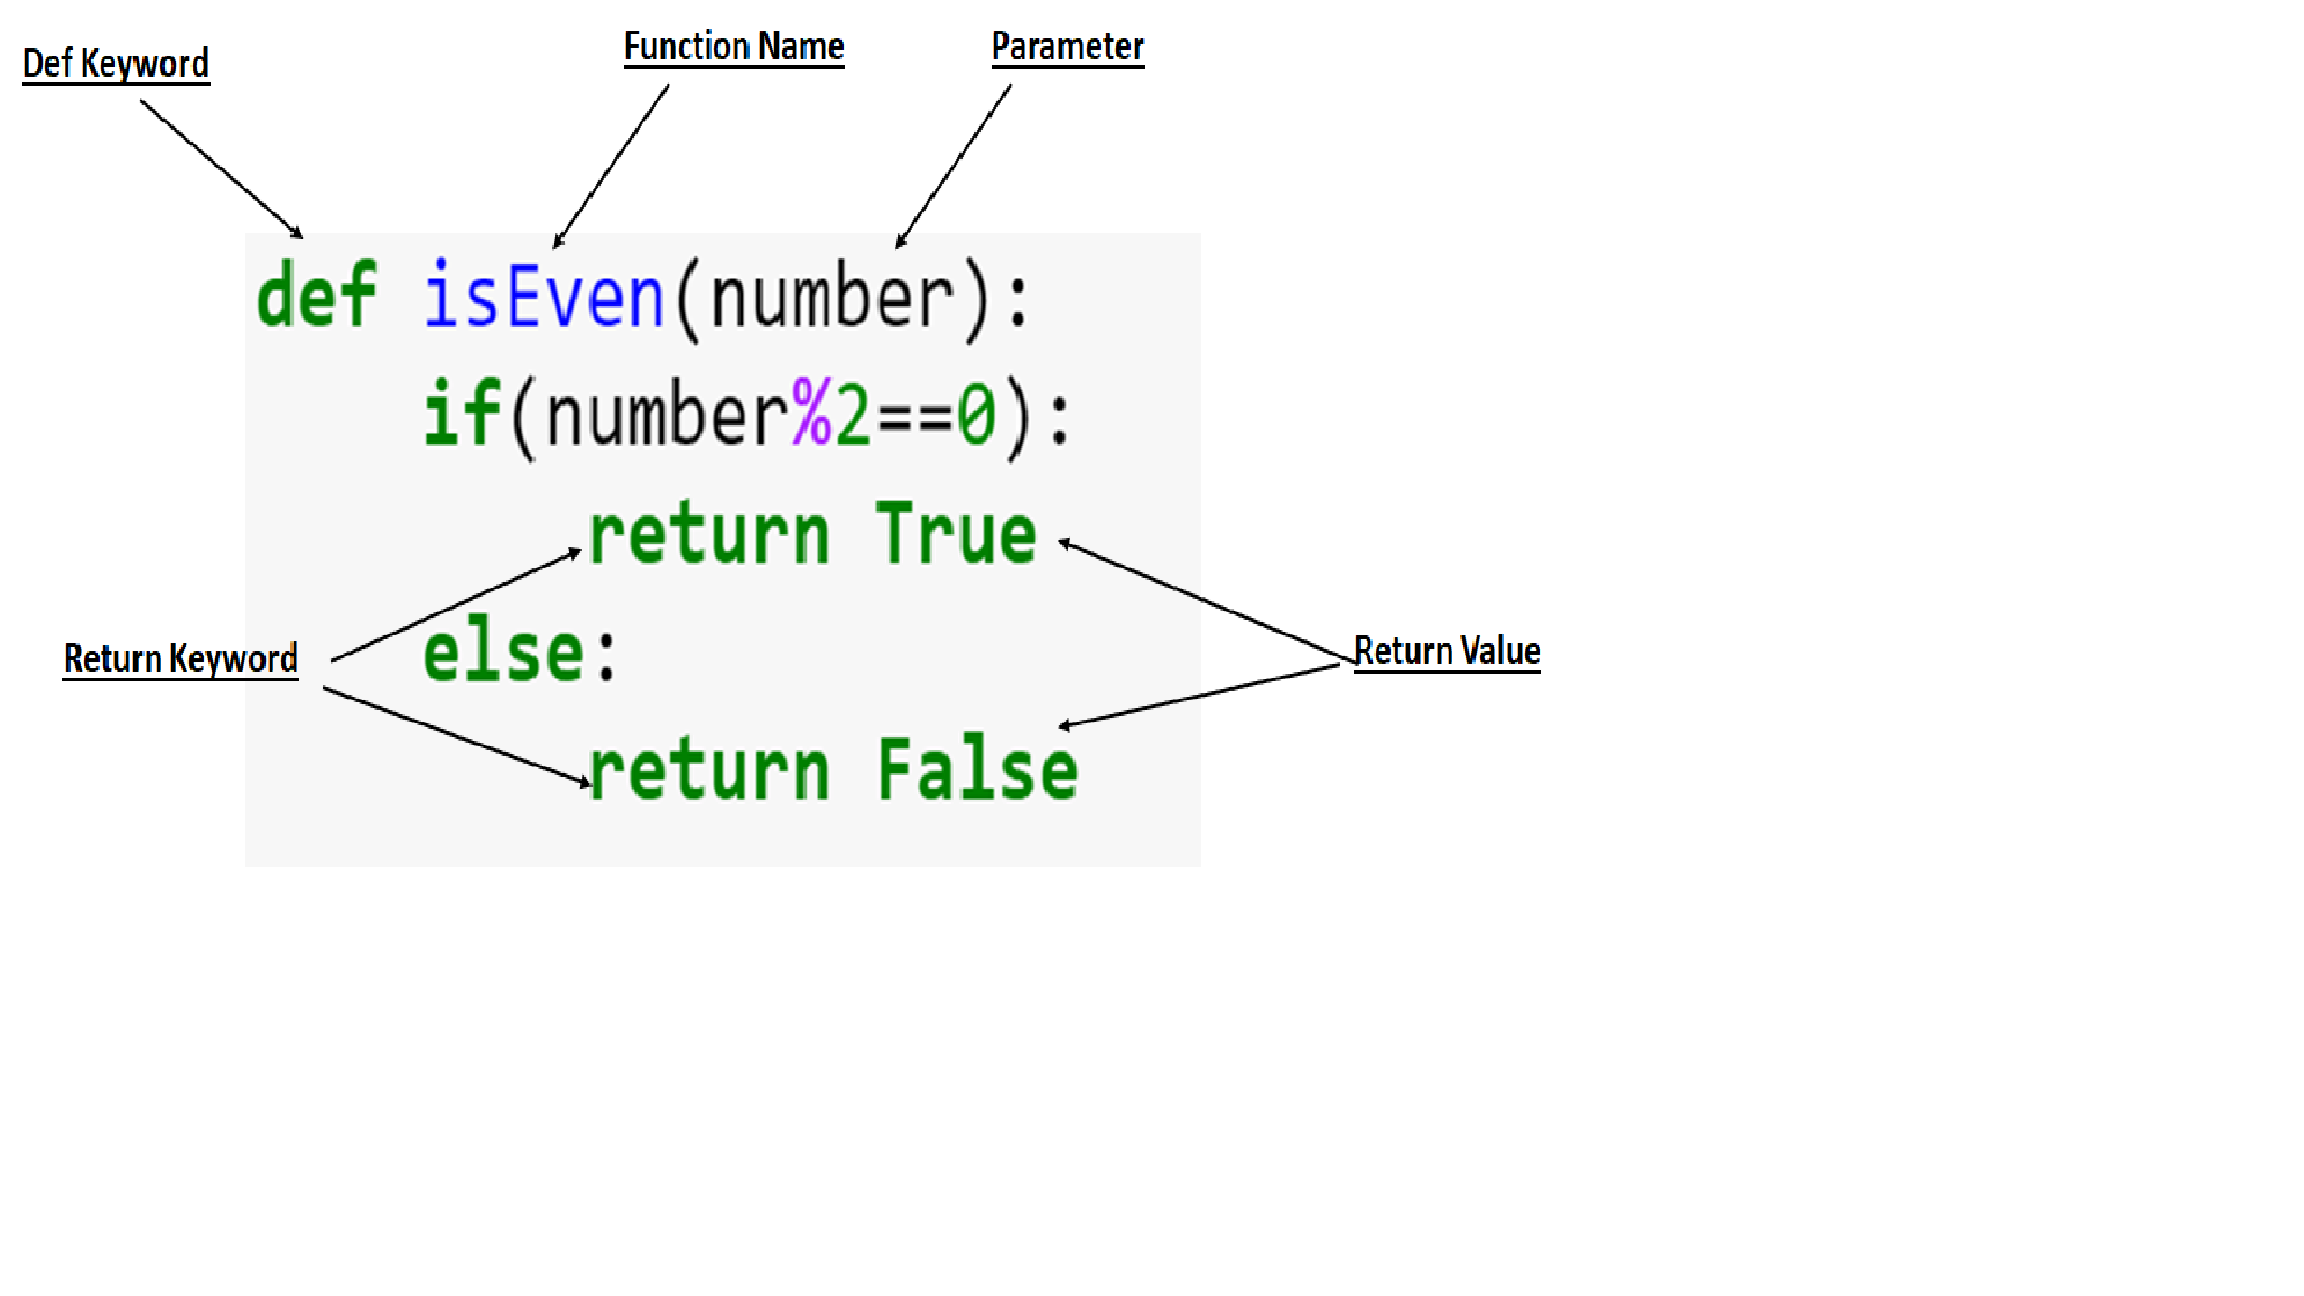 Def Keyword
Function Name
Parameter
def isEven(number):
if(number%2==0):
return True
else:
Return Keyword
Return Value
return False